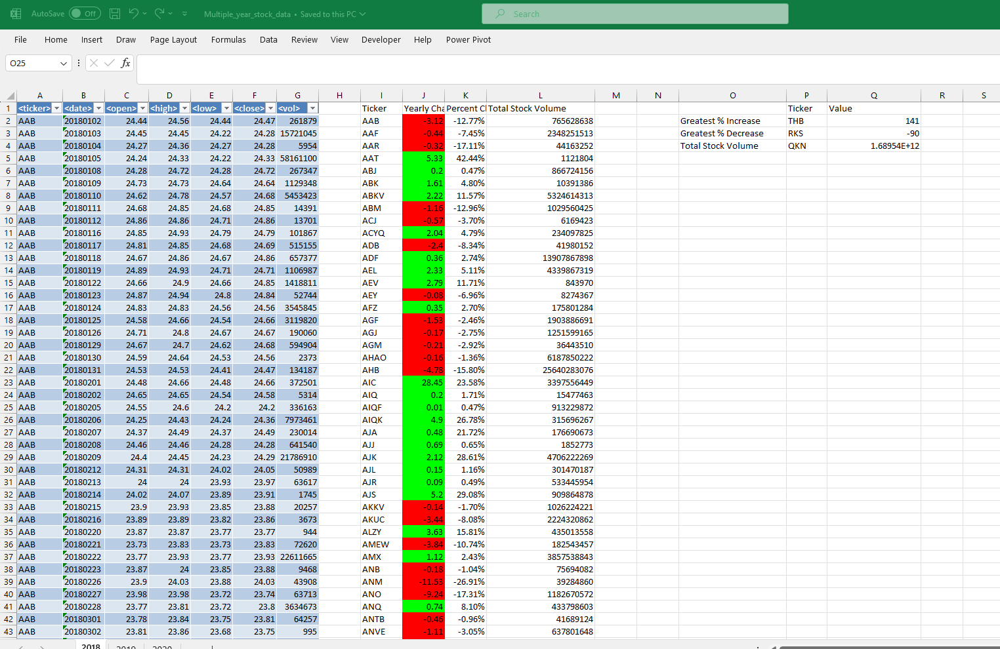 AutoSave Off Multiple_year_stock_data • Saved to this PC Search
File Home Insert Draw Page Layout Formulas Data Review View Developer Help Power Pivot
O25 fx
A B C D E F G H I J K L M N O P Q R S
1 <ticker> <date> <open> <high> <low> <close> <vol> Ticker Yearly Cha Percent Cl Total Stock Volume Ticker Value
2 AAB 20180102 24.44 24.56 24.44 24.47 261879 AAB -3.12 -12.77% 765628638 Greatest % Increase THB 141
3 AAB 20180103 24.45 24.45 24.22 24.28 15721045 AAF -0.44 -7.45% 2348251513 Greatest % Decrease RKS -90
4 AAB 20180104 24.27 24.36 24.27 24.28 5954 AAR -0.32 -17.11% 44163252 Total Stock Volume QKN 1.68954E+12
5 AAB 20180105 24.24 24.33 24.22 24.33 58161100 AAT 5.33 42.44% 1121804
6 AAB 20180108 24.28 24.72 24.28 24.72 267347 ABJ 0.2 0.47% 866724156
7 AAB 20180109 24.73 24.73 24.64 24.64 1129348 ABK 1.61 4.80% 10391386
8 AAB 20180110 24.62 24.78 24.57 24.68 5453423 ABKV 2.22 11.57% 5324614313
9 AAB 20180111 24.68 24.85 24.68 24.85 14391 ABM -1.16 -12.96% 1029560425
10 AAB 20180112 24.86 24.86 24.71 24.86 13701 ACJ -0.57 -3.70% 6169423
11 AAB 20180116 24.85 24.93 24.79 24.79 101867 ACYQ 2.04 4.79% 234097825
12 AAB 20180117 24.81 24.85 24.68 24.69 515155 ADB -2.4 -8.34% 41980152
13 AAB 20180118 24.67 24.86 24.67 24.86 657377 ADF 0.36 2.74% 13907867898
14 AAB 20180119 24.89 24.93 24.71 24.71 1106987 AEL 2.33 5.11% 4339867319
15 AAB 20180122 24.66 24.9 24.66 24.85 1418811 AEV 2.79 11.71% 843970
16 AAB 20180123 24.87 24.94 24.8 24.84 52744 AEY -0.08 -6.96% 8274367
17 AAB 20180124 24.83 24.83 24.56 24.56 3545845 AFZ 0.35 2.70% 175801284
18 AAB 20180125 24.58 24.66 24.54 24.66 3119820 AGF -1.53 -2.46% 1903886691
19 AAB 20180126 24.71 24.8 24.67 24.67 190060 AGJ -0.17 -2.75% 1251599165
20 AAB 20180129 24.67 24.7 24.62 24.68 594904 AGM -0.21 -2.92% 36443510
21 AAB 20180130 24.59 24.64 24.53 24.56 2373 AHAO -0.16 -1.36% 6187850222
22 AAB 20180131 24.53 24.53 24.41 24.47 134187 AHB -4.78 -15.80% 25640283076
23 AAB 20180201 24.48 24.66 24.48 24.66 372501 AIC 28.45 23.58% 3397556449
24 AAB 20180202 24.65 24.65 24.54 24.58 5314 AIQ 0.2 1.71% 15477463
25 AAB 20180205 24.55 24.6 24.2 24.2 336163 AIQF 0.01 0.47% 913229872
26 AAB 20180206 24.25 24.43 24.24 24.36 7973461 AIQK 4.9 26.78% 315696267
27 AAB 20180207 24.37 24.49 24.37 24.49 230014 AJA 0.48 21.72% 176690673
28 AAB 20180208 24.46 24.46 24.28 24.28 641540 AJJ 0.69 0.65% 1852773
29 AAB 20180209 24.4 24.45 24.23 24.29 21786910 AJK 2.12 28.61% 4706222269
30 AAB 20180212 24.31 24.31 24.02 24.05 50989 AJL 0.15 1.16% 301470187
31 AAB 20180213 24 24 23.93 23.97 63617 AJR 0.09 0.49% 533445954
32 AAB 20180214 24.02 24.07 23.89 23.91 1745 AJS 5.2 29.08% 909864878
33 AAB 20180215 23.9 23.93 23.85 23.88 20257 AKKV -0.14 -1.70% 1026224221
34 AAB 20180216 23.89 23.89 23.82 23.86 3673 AKUC -3.44 -8.08% 2224320862
35 AAB 20180220 23.87 23.87 23.77 23.77 944 ALZY 3.63 15.81% 435013558
36 AAB 20180221 23.73 23.83 23.73 23.83 72620 AMEW -3.84 -10.74% 182543457
37 AAB 20180222 23.77 23.93 23.77 23.93 22611665 AMX 1.12 2.43% 3857538843
38 AAB 20180223 23.87 24 23.85 23.88 9468 ANB -0.18 -1.04% 75694082
39 AAB 20180226 23.9 24.03 23.88 24.03 43908 ANM -11.53 -26.91% 39284860
40 AAB 20180227 23.98 23.98 23.72 23.74 63713 ANO -9.24 -17.31% 1182670572
41 AAB 20180228 23.77 23.81 23.72 23.8 3634673 ANQ 0.74 8.10% 433798603
42 AAB 20180301 23.78 23.84 23.75 23.81 64257 ANTB -0.46 -0.96% 41689124
43 AAB 20180302 23.81 23.86 23.68 23.75 995 ANVE -1.11 -3.05% 637801648
2018 2019 2020